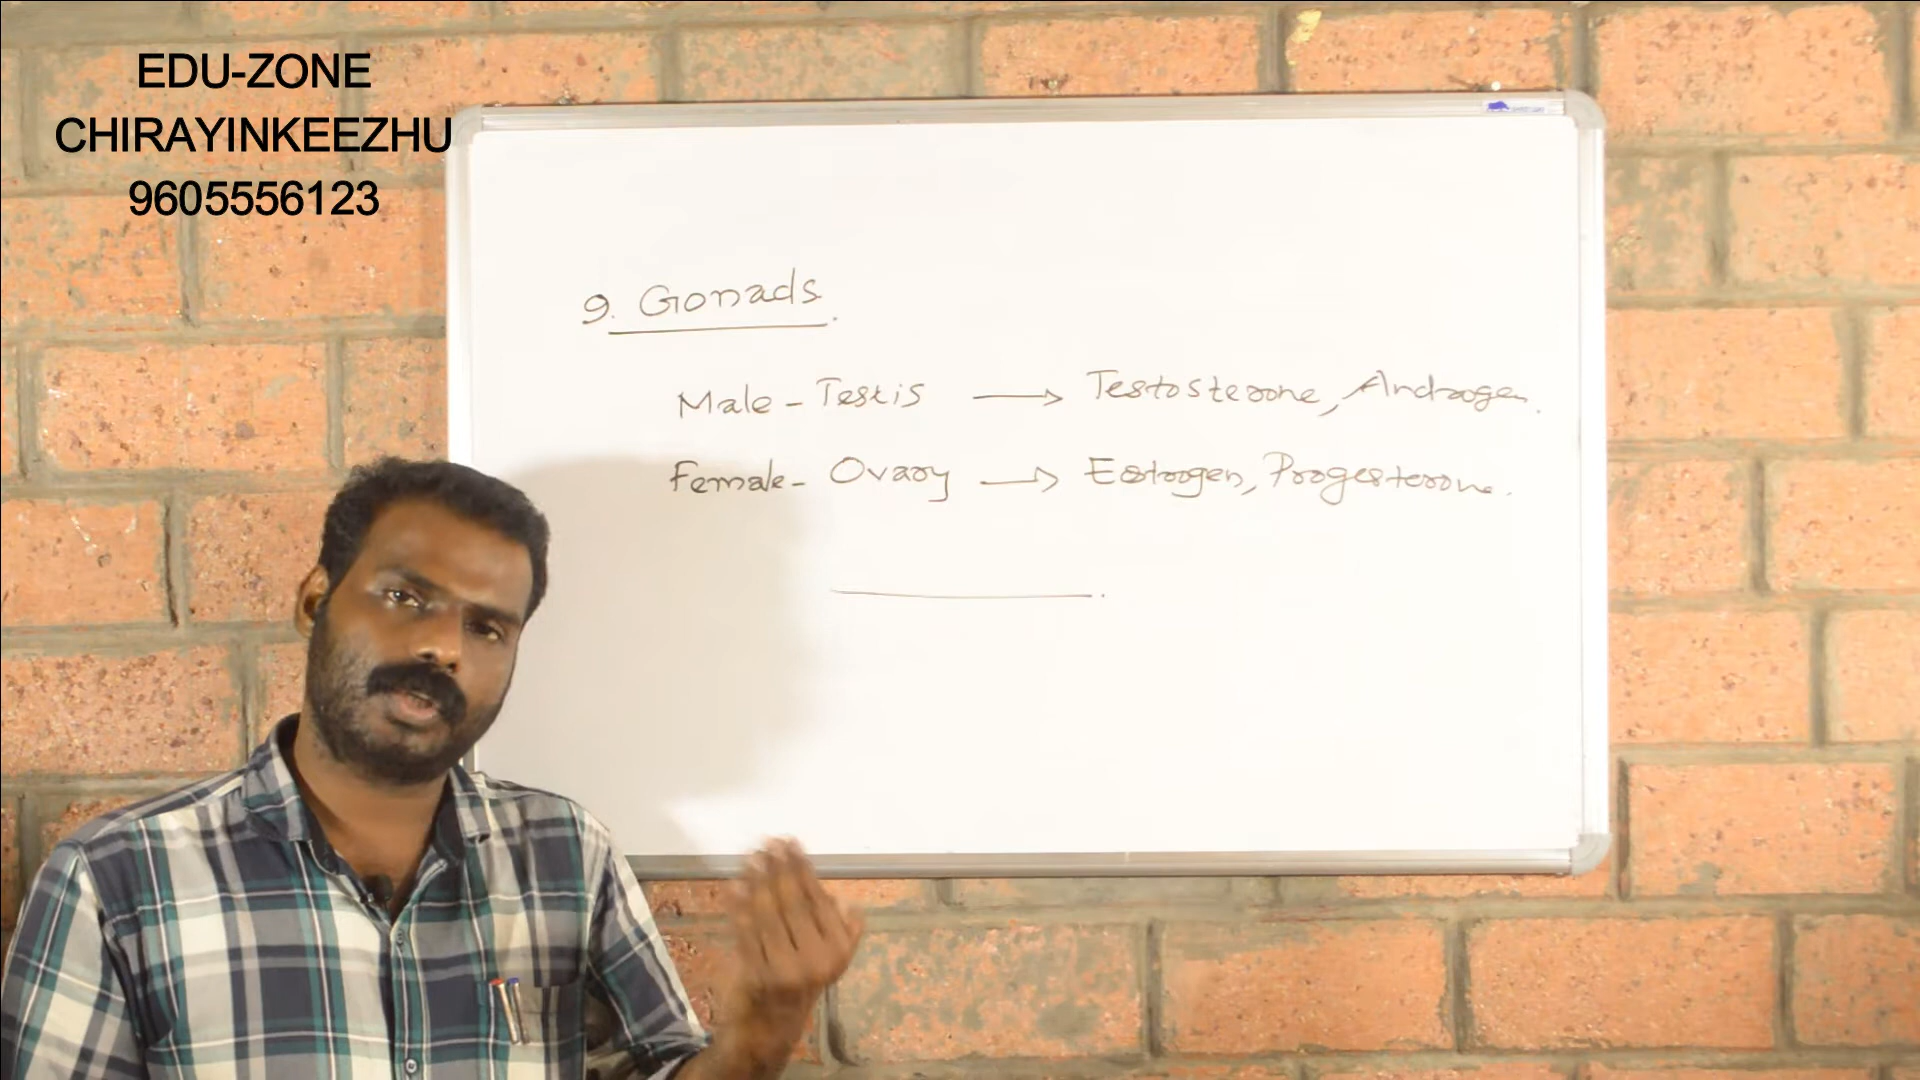 EDU-ZONE
CHIRAYINKEEZHU
9605556123
9. Gonads.
Male - Testis → Testosterone, Androgen.
Female - Ovary → Estrogen, Progesterone.